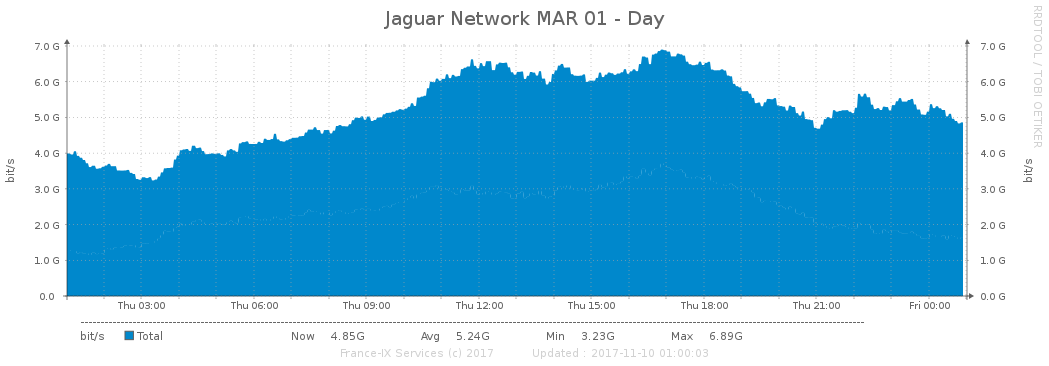 Jaguar Network MAR 01 - Day
RRDTOOL / TOBI OETIKER
7.0 G 7.0 G
6.0 G 6.0 G
5.0 G 5.0 G
4.0 G 4.0 G
3.0 G 3.0 G
2.0 G 2.0 G
1.0 G 1.0 G
0.0 0.0 G
bit/s
bit/s
Thu 03:00 Thu 06:00 Thu 09:00 Thu 12:00 Thu 15:00 Thu 18:00 Thu 21:00 Fri 00:00
bit/s Total Now 4.85G Avg 5.24G Min 3.23G Max 6.89G
France-IX Services (c) 2017 Updated : 2017-11-10 01:00:03